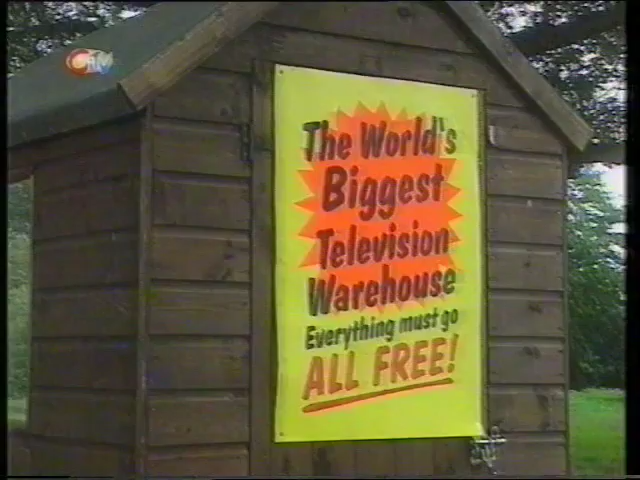 The World's
Biggest
Television
Warehouse
Everything must go
ALL FREE!